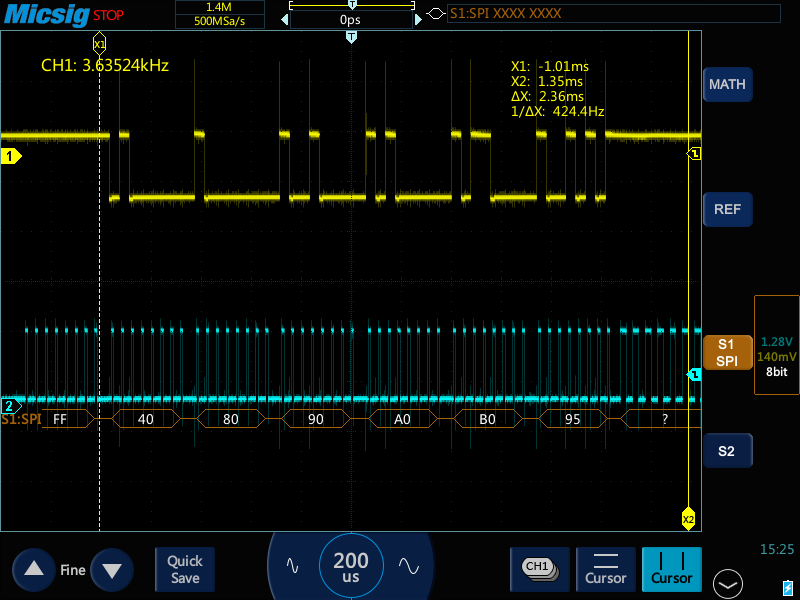 Micsig STOP
1.4M
500MSa/s
T
0ps
S1:SPI XXXX XXXX
X1
T
CH1: 3.63524kHz
X1: -1.01ms
X2: 1.35ms
ΔX: 2.36ms
1/ΔX: 424.4Hz
MATH
1
REF
S1
SPI
1.28V
140mV
8bit
2
S1:SPI FF 40 80 90 A0 B0 95 ?
S2
X2
Fine
Quick
Save
200
us
CH1
Cursor
Cursor
15:25